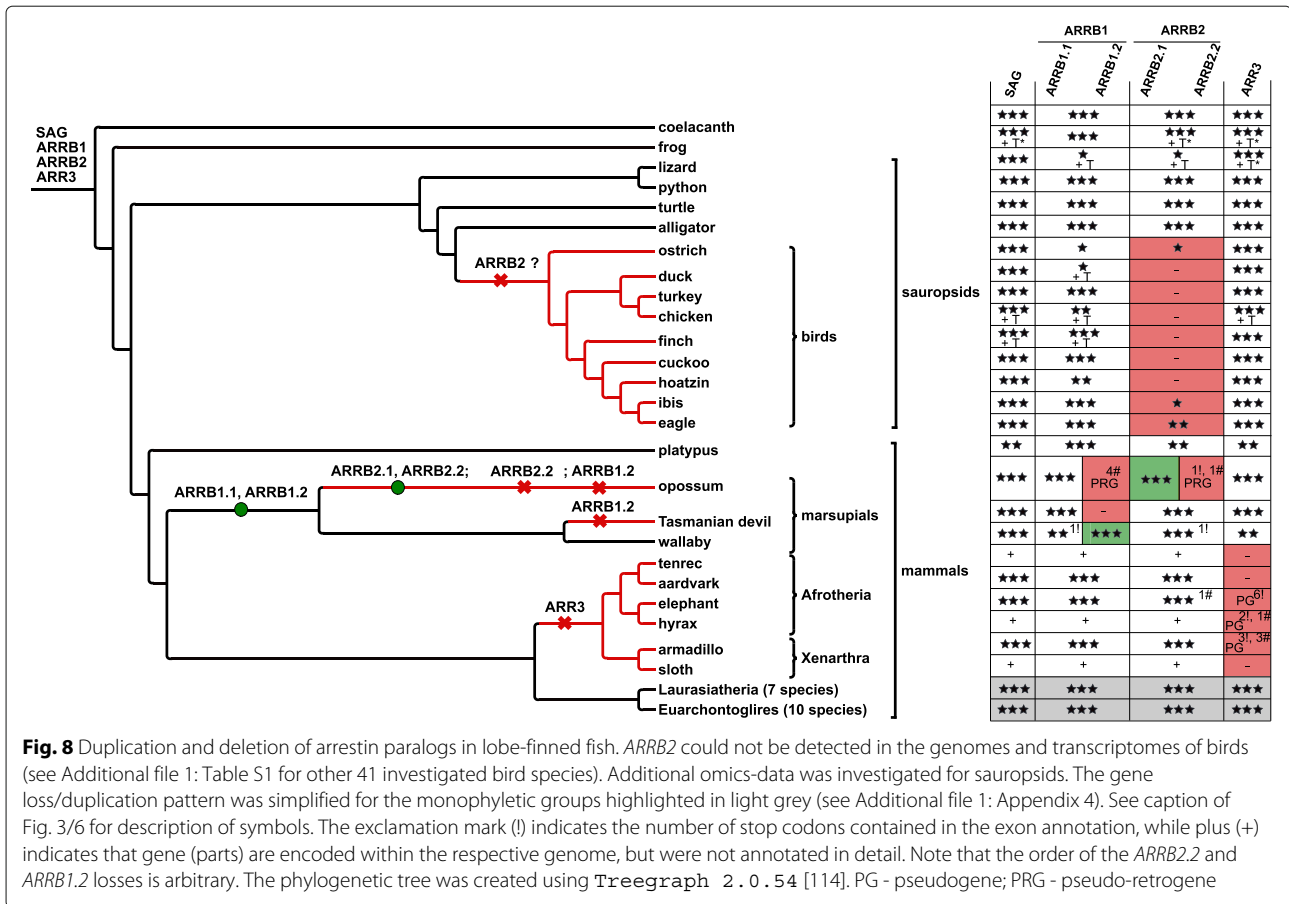 ARRB1 ARRB2
SAG ARRB1.1 ARRB1.2 ARRB2.1 ARRB2.2 ARR3
SAG
ARRB1
ARRB2
ARR3
coelacanth
frog
lizard
python
turtle
alligator
ostrich
duck
turkey
chicken
finch
cuckoo
hoatzin
ibis
eagle
platypus
opossum
Tasmanian devil
wallaby
tenrec
aardvark
elephant
hyrax
armadillo
sloth
Laurasiatheria (7 species)
Euarchontoglires (10 species)
ARRB2 ?
ARRB1.1, ARRB1.2
ARRB2.1, ARRB2.2; ARRB2.2 ; ARRB1.2
ARRB1.2
ARR3
birds
sauropsids
marsupials
Afrotheria
Xenarthra
mammals
★★★ ★★★ ★★★ ★★★
★★★ + T* ★★★ ★★★ + T* ★★★ + T*
★★★ ★ + T ★ + T ★★★ + T*
★★★ ★★★ ★★★ ★★★
★★★ ★★★ ★★★ ★★★
★★★ ★★★ ★★★ ★★★
★★★ ★ ★ ★★★
★★★ ★ + T – ★★★
★★★ ★★★ – ★★★
★★★ + T ★★ + T – ★★★ + T
★★★ + T ★★★ + T – ★★★
★★★ ★★★ – ★★★
★★★ ★★ – ★★★
★★★ ★★★ ★ ★★★
★★★ ★★★ ★★ ★★★
★★ ★★★ ★★ ★★
★★★ ★★★ 4# PRG ★★★ 1!, 1# PRG ★★★
★★★ ★★★ – ★★★ ★★★
★★★ ★★ 1! ★★★ ★★★ 1! ★★
+ + + –
★★★ ★★★ ★★★ –
★★★ ★★★ ★★★ 1# PG 6!
+ + + PG 2!, 1#
★★★ ★★★ ★★★ PG 3!, 3#
+ + + –
★★★ ★★★ ★★★ ★★★
★★★ ★★★ ★★★ ★★★
Fig. 8 Duplication and deletion of arrestin paralogs in lobe-finned fish. ARRB2 could not be detected in the genomes and transcriptomes of birds
(see Additional file 1: Table S1 for other 41 investigated bird species). Additional omics-data was investigated for sauropsids. The gene
loss/duplication pattern was simplified for the monophyletic groups highlighted in light grey (see Additional file 1: Appendix 4). See caption of
Fig. 3/6 for description of symbols. The exclamation mark (!) indicates the number of stop codons contained in the exon annotation, while plus (+)
indicates that gene (parts) are encoded within the respective genome, but were not annotated in detail. Note that the order of the ARRB2.2 and
ARRB1.2 losses is arbitrary. The phylogenetic tree was created using Treegraph 2.0.54 [114]. PG - pseudogene; PRG - pseudo-retrogene